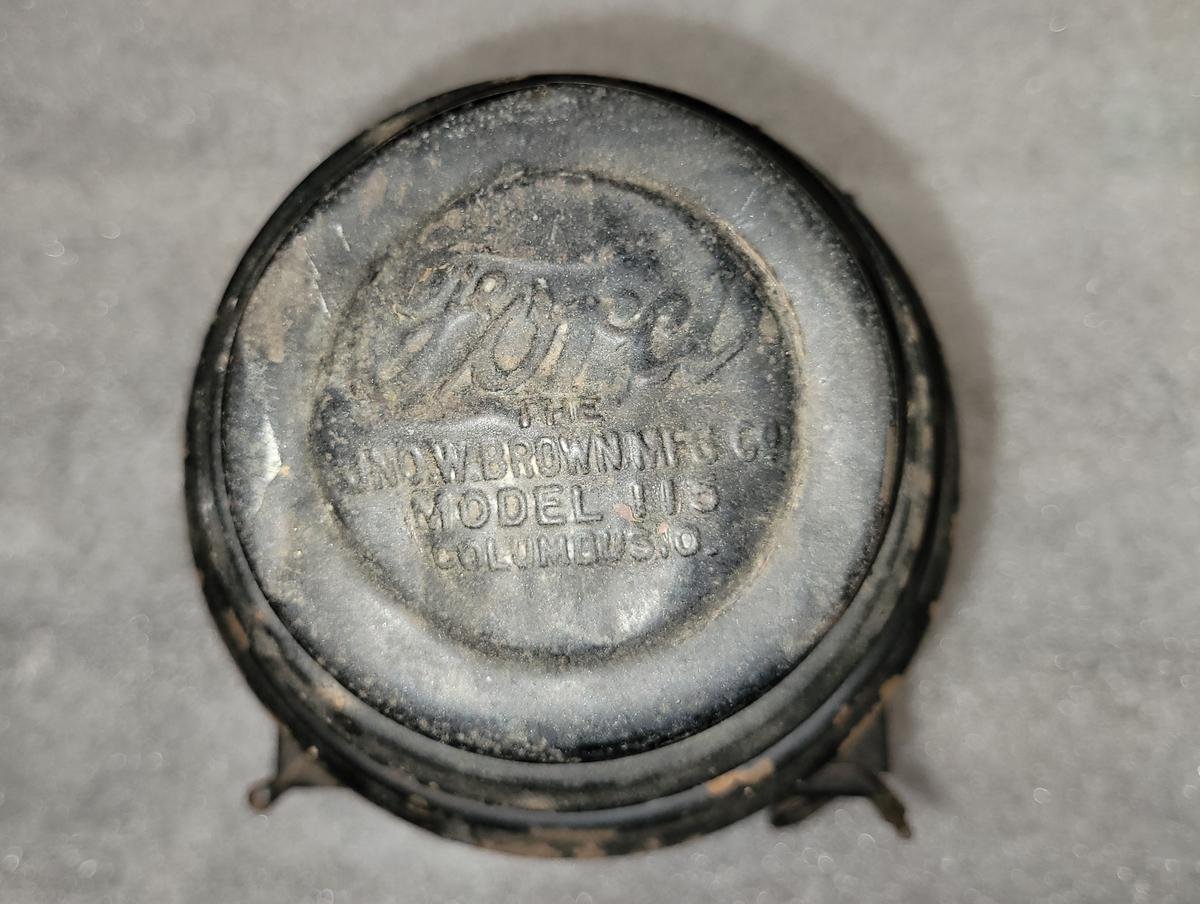 Ford
THE
JNO.W.BROWN MFG CO
MODEL 115
COLUMBUS.O.